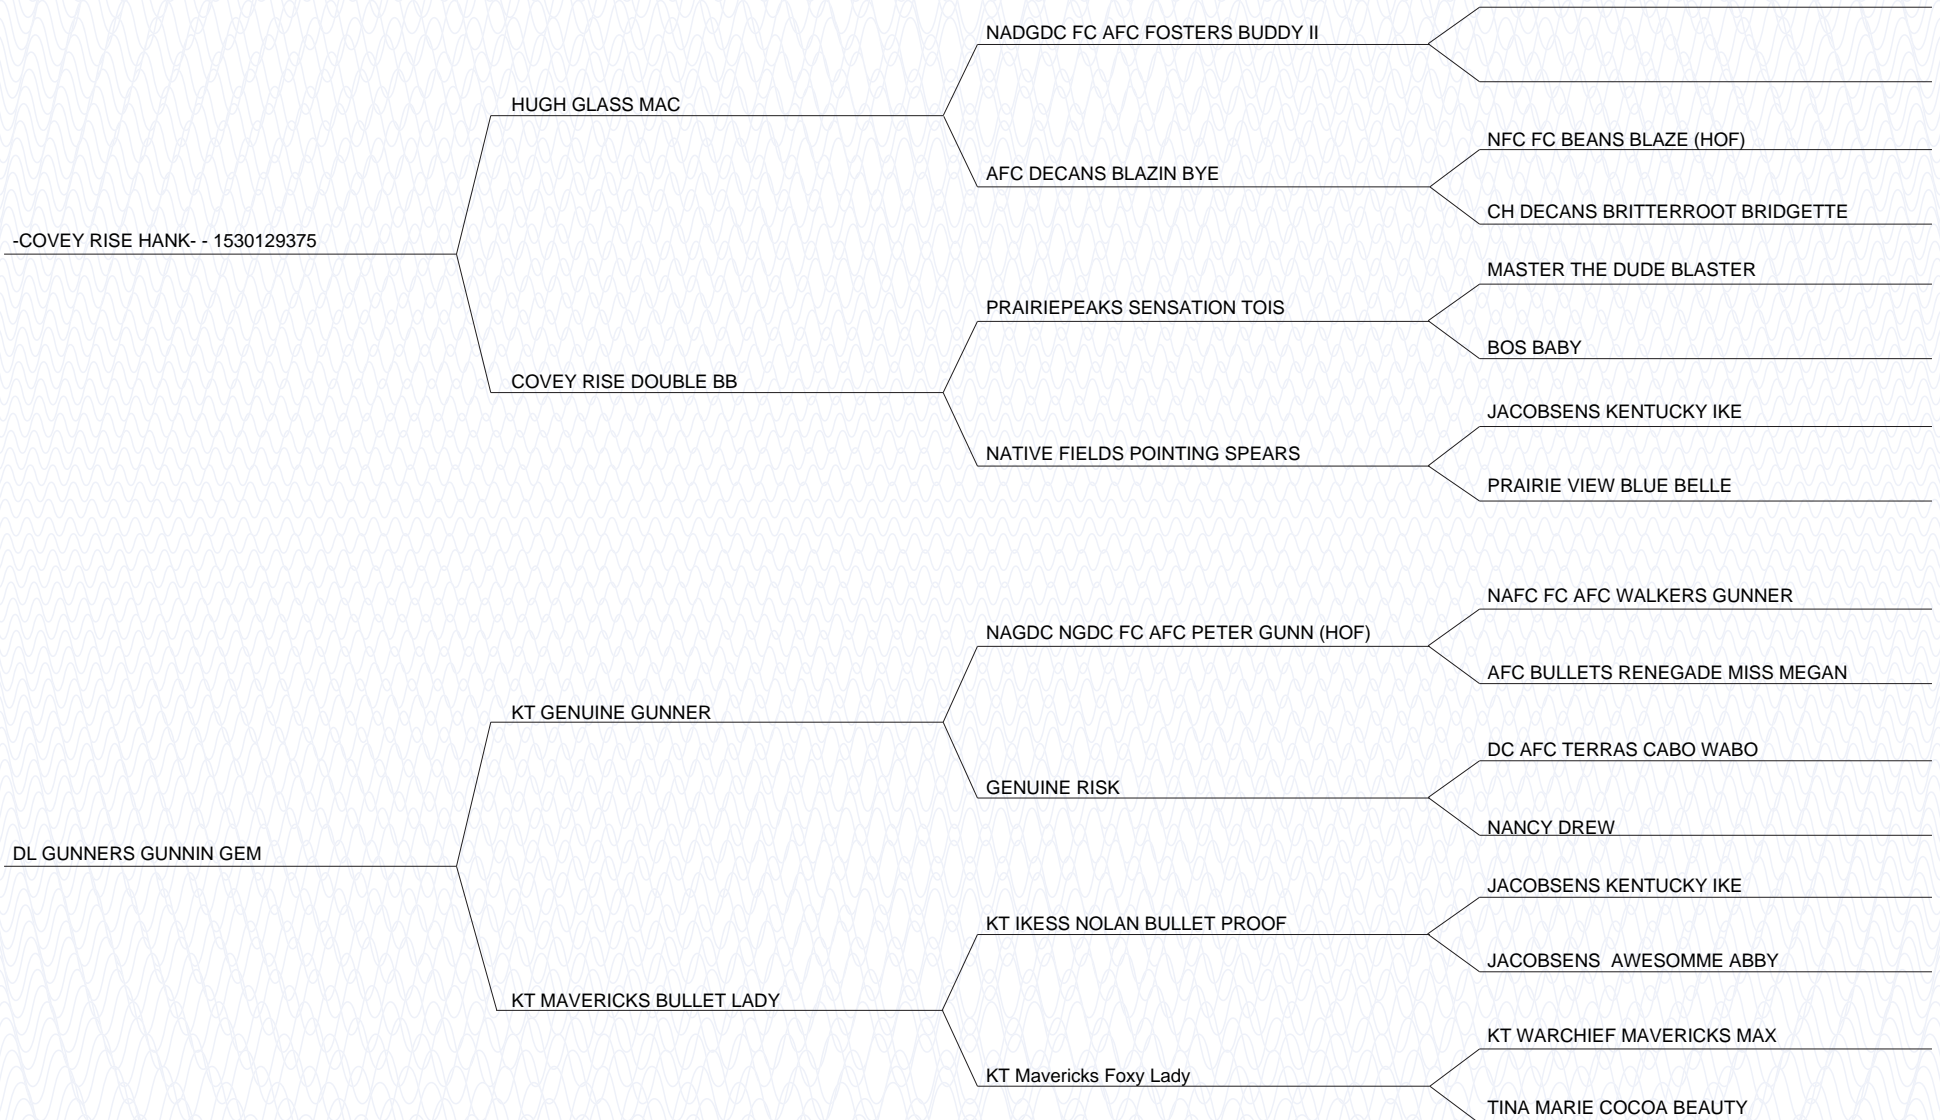 NADGDC FC AFC FOSTERS BUDDY II
HUGH GLASS MAC
NFC FC BEANS BLAZE (HOF)
AFC DECANS BLAZIN BYE
CH DECANS BRITTERROOT BRIDGETTE
-COVEY RISE HANK- - 1530129375
MASTER THE DUDE BLASTER
PRAIRIEPEAKS SENSATION TOIS
BOS BABY
COVEY RISE DOUBLE BB
JACOBSENS KENTUCKY IKE
NATIVE FIELDS POINTING SPEARS
PRAIRIE VIEW BLUE BELLE
NAFC FC AFC WALKERS GUNNER
NAGDC NGDC FC AFC PETER GUNN (HOF)
AFC BULLETS RENEGADE MISS MEGAN
KT GENUINE GUNNER
DC AFC TERRAS CABO WABO
GENUINE RISK
NANCY DREW
DL GUNNERS GUNNIN GEM
JACOBSENS KENTUCKY IKE
KT IKESS NOLAN BULLET PROOF
JACOBSENS  AWESOMME ABBY
KT MAVERICKS BULLET LADY
KT WARCHIEF MAVERICKS MAX
KT Mavericks Foxy Lady
TINA MARIE COCOA BEAUTY